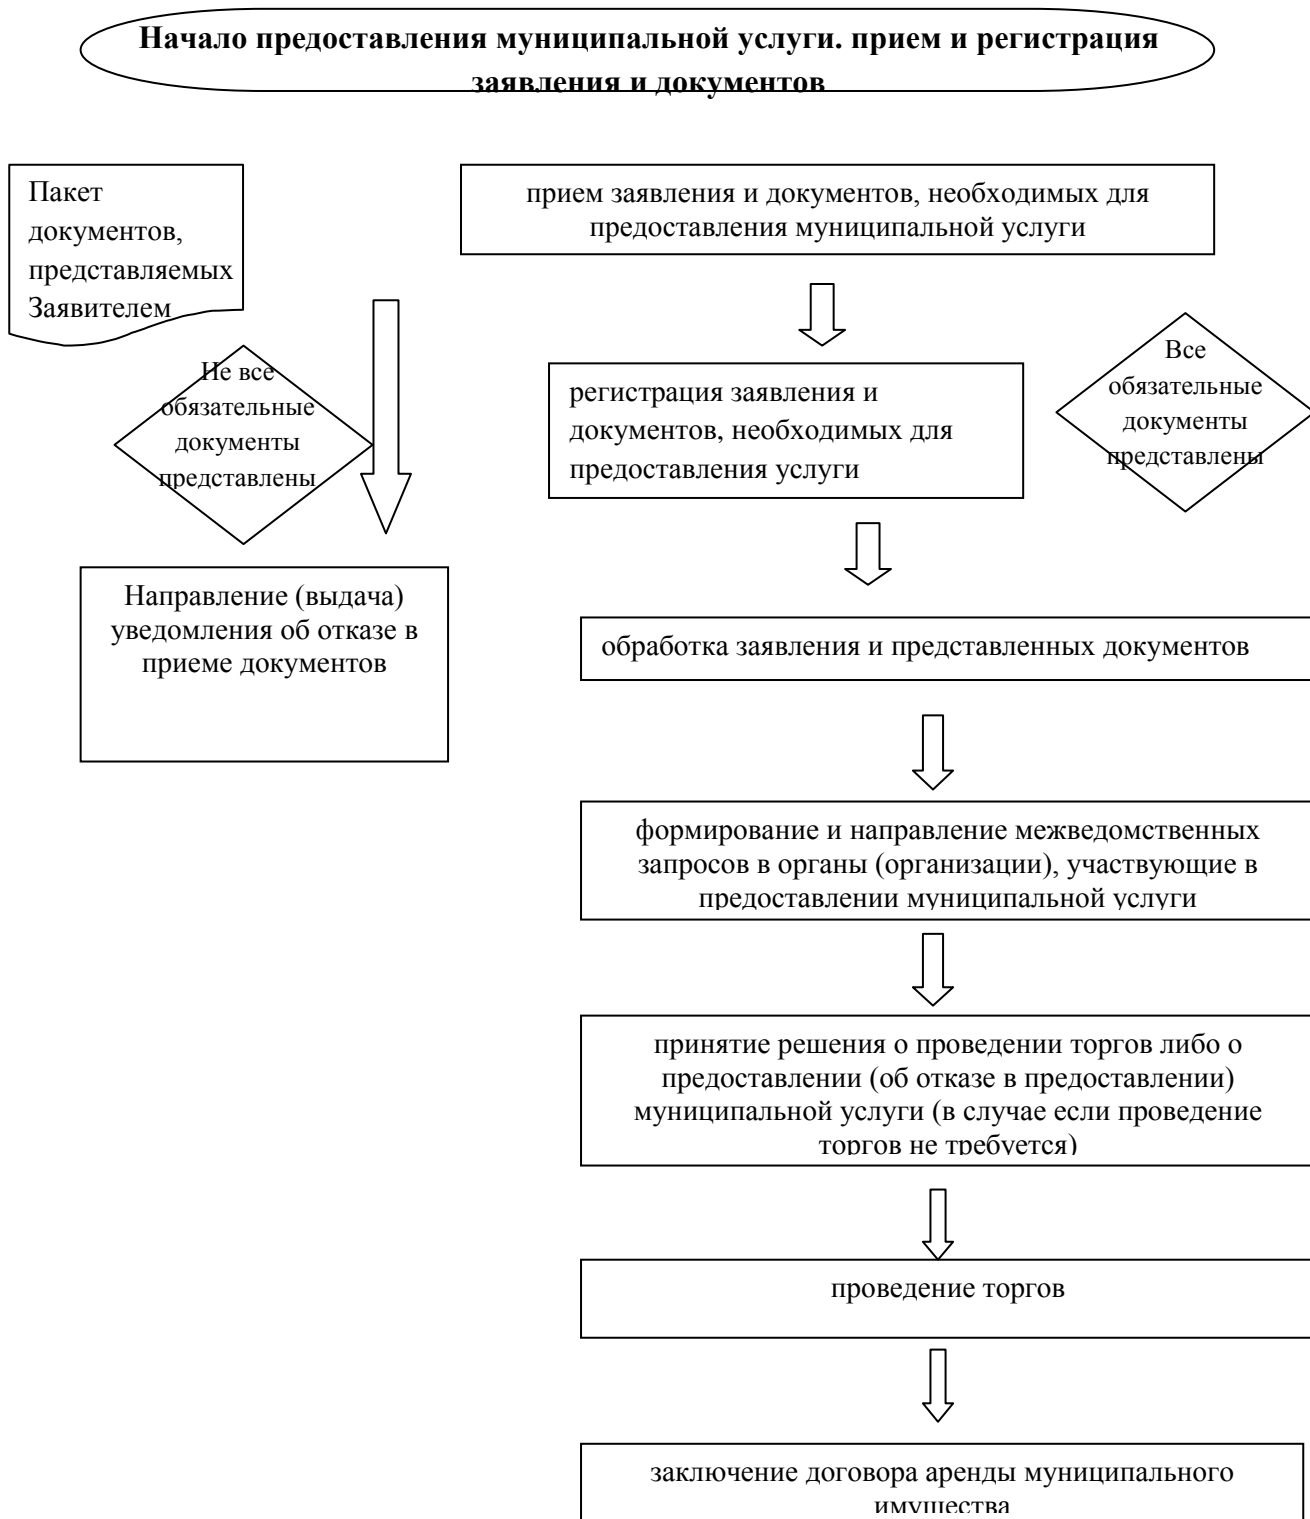 Начало предоставления муниципальной услуги. прием и регистрация
заявления и документов
Пакет
документов,
представляемых
Заявителем
прием заявления и документов, необходимых для
предоставления муниципальной услуги
Не все
обязательные
документы
представлены
регистрация заявления и
документов, необходимых для
предоставления услуги
Все
обязательные
документы
представлены
Направление (выдача)
уведомления об отказе в
приеме документов
обработка заявления и представленных документов
формирование и направление межведомственных
запросов в органы (организации), участвующие в
предоставлении муниципальной услуги
принятие решения о проведении торгов либо о
предоставлении (об отказе в предоставлении)
муниципальной услуги (в случае если проведение
торгов не требуется)
проведение торгов
заключение договора аренды муниципального
имущества